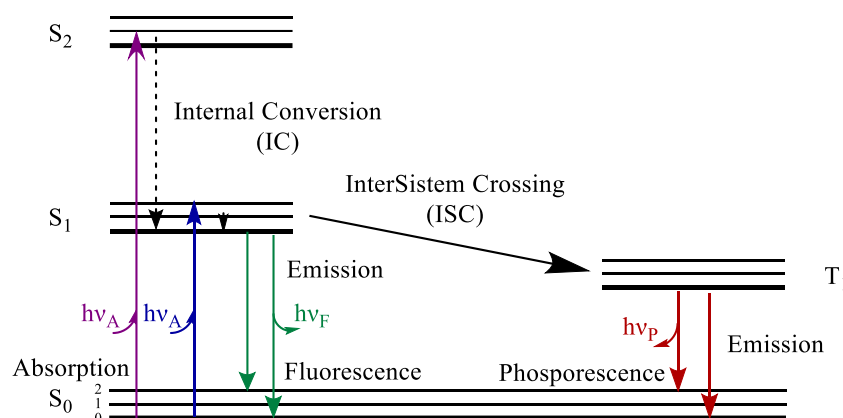 S2
Internal Conversion
(IC)
InterSistem Crossing
(ISC)
S1
Emission
T
hνA
hνA
hνF
hνP
Emission
Absorption
Fluorescence
Phosporescence
S0
2
1
0